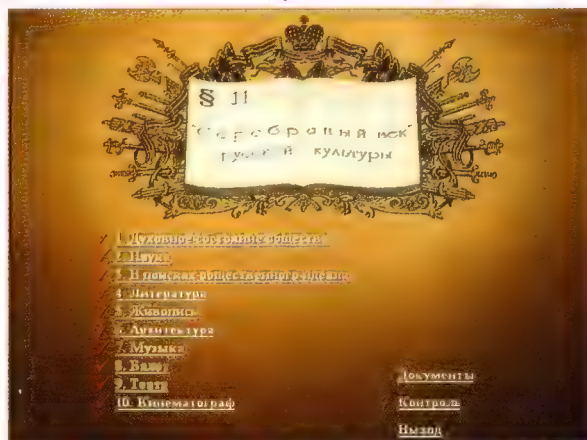 § 11
"Серебряный век"
русской культуры
1. Духовное состояние общества
2. Наука
3. В поисках общественного идеала
4. Литература
5. Живопись
6. Архитектура
7. Музыка
8. Балет
9. Театр
10. Кинематограф
Документы
Контроль
Выход